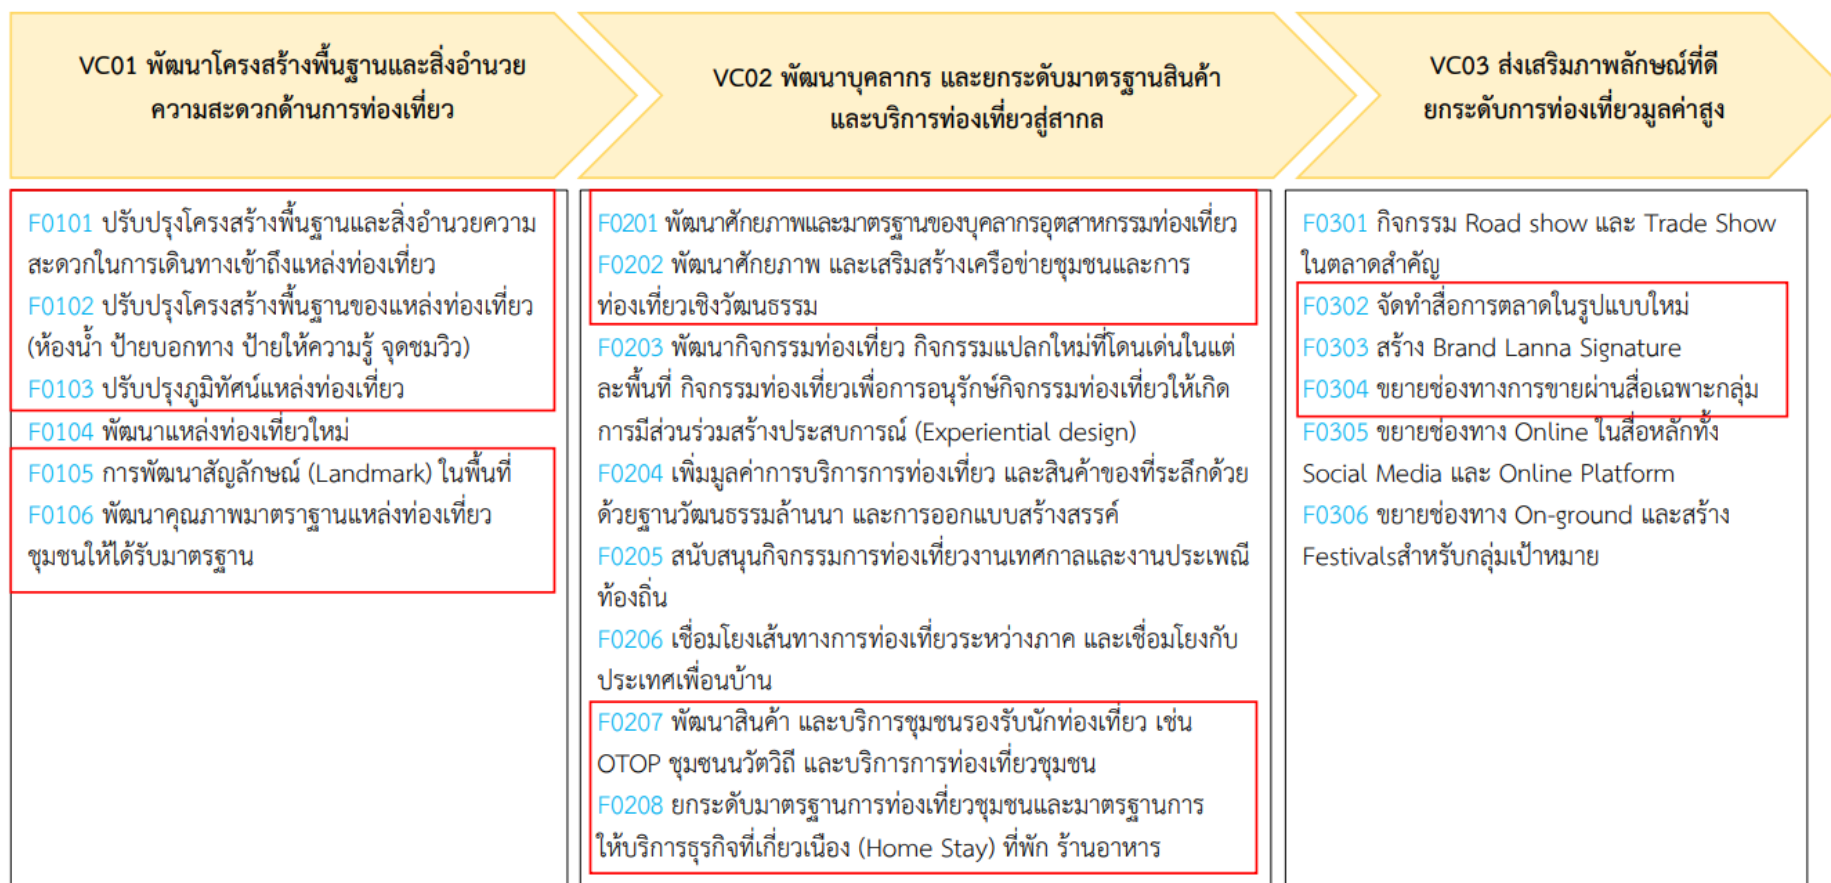 VC01 พัฒนาโครงสร้างพื้นฐานและสิ่งอำนวย
ความสะดวกด้านการท่องเที่ยว
VC02 พัฒนาบุคลากร และยกระดับมาตรฐานสินค้า
และบริการท่องเที่ยวสู่สากล
VC03 ส่งเสริมภาพลักษณ์ที่ดี
ยกระดับการท่องเที่ยวมูลค่าสูง
F0101 ปรับปรุงโครงสร้างพื้นฐานและสิ่งอำนวยความ
สะดวกในการเดินทางเข้าถึงแหล่งท่องเที่ยว
F0102 ปรับปรุงโครงสร้างพื้นฐานของแหล่งท่องเที่ยว
(ห้องน้ำ ป้ายบอกทาง ป้ายให้ความรู้ จุดชมวิว)
F0103 ปรับปรุงภูมิทัศน์แหล่งท่องเที่ยว
F0104 พัฒนาแหล่งท่องเที่ยวใหม่
F0105 การพัฒนาสัญลักษณ์ (Landmark) ในพื้นที่
F0106 พัฒนาคุณภาพมาตราฐานแหล่งท่องเที่ยว
ชุมชนให้ได้รับมาตรฐาน
F0201 พัฒนาศักยภาพและมาตรฐานของบุคลากรอุตสาหกรรมท่องเที่ยว
F0202 พัฒนาศักยภาพ และเสริมสร้างเครือข่ายชุมชนและการ
ท่องเที่ยวเชิงวัฒนธรรม
F0203 พัฒนากิจกรรมท่องเที่ยว กิจกรรมแปลกใหม่ที่โดนเด่นในแต่
ละพื้นที่ กิจกรรมท่องเที่ยวเพื่อการอนุรักษ์กิจกรรมท่องเที่ยวให้เกิด
การมีส่วนร่วมสร้างประสบการณ์ (Experiential design)
F0204 เพิ่มมูลค่าการบริการการท่องเที่ยว และสินค้าของที่ระลึกด้วย
ด้วยฐานวัฒนธรรมล้านนา และการออกแบบสร้างสรรค์
F0205 สนับสนุนกิจกรรมการท่องเที่ยวงานเทศกาลและงานประเพณี
ท้องถิ่น
F0206 เชื่อมโยงเส้นทางการท่องเที่ยวระหว่างภาค และเชื่อมโยงกับ
ประเทศเพื่อนบ้าน
F0207 พัฒนาสินค้า และบริการชุมชนรองรับนักท่องเที่ยว เช่น
OTOP ชุมชนนวัตวิถี และบริการการท่องเที่ยวชุมชน
F0208 ยกระดับมาตรฐานการท่องเที่ยวชุมชนและมาตรฐานการ
ให้บริการธุรกิจที่เกี่ยวเนื่อง (Home Stay) ที่พัก ร้านอาหาร
F0301 กิจกรรม Road show และ Trade Show
ในตลาดสำคัญ
F0302 จัดทำสื่อการตลาดในรูปแบบใหม่
F0303 สร้าง Brand Lanna Signature
F0304 ขยายช่องทางการขายผ่านสื่อเฉพาะกลุ่ม
F0305 ขยายช่องทาง Online ในสื่อหลักทั้ง
Social Media และ Online Platform
F0306 ขยายช่องทาง On-ground และสร้าง
Festivalsสำหรับกลุ่มเป้าหมาย